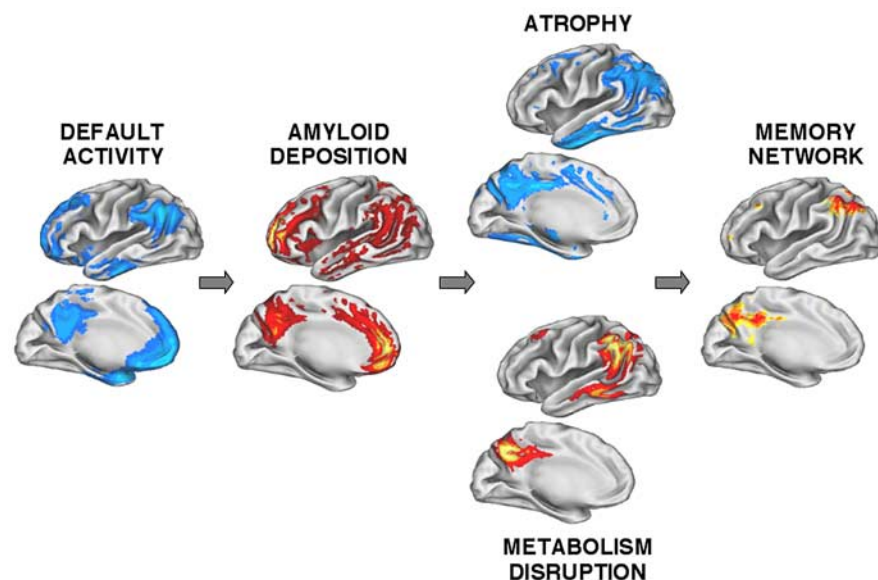 DEFAULT
ACTIVITY
AMYLOID
DEPOSITION
ATROPHY
METABOLISM
DISRUPTION
MEMORY
NETWORK